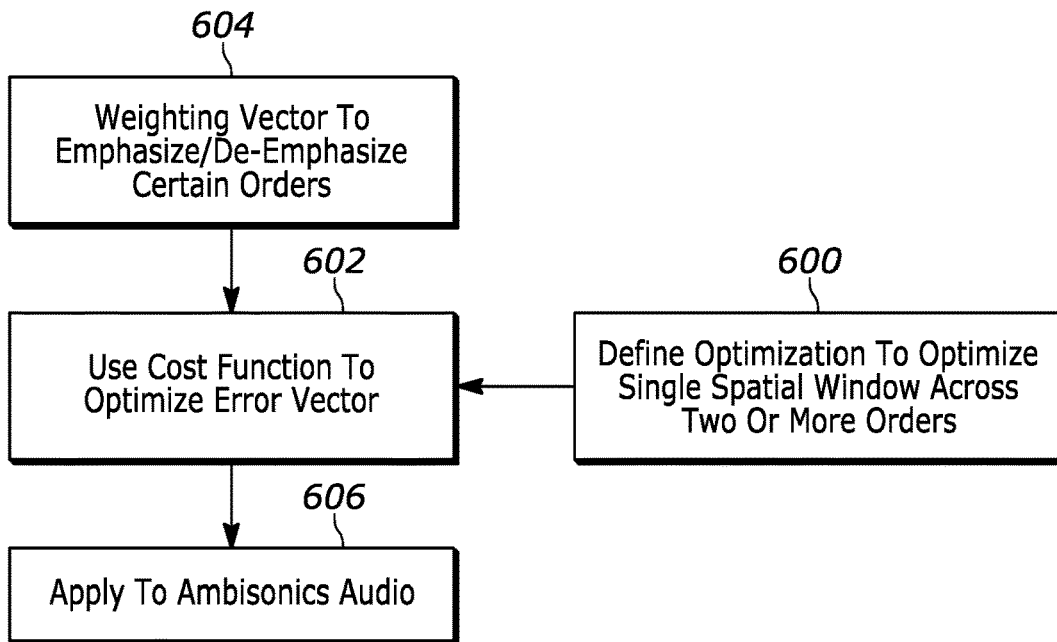 604
Weighting Vector To
Emphasize/De-Emphasize
Certain Orders
602
Use Cost Function To
Optimize Error Vector
600
Define Optimization To Optimize
Single Spatial Window Across
Two Or More Orders
606
Apply To Ambisonics Audio